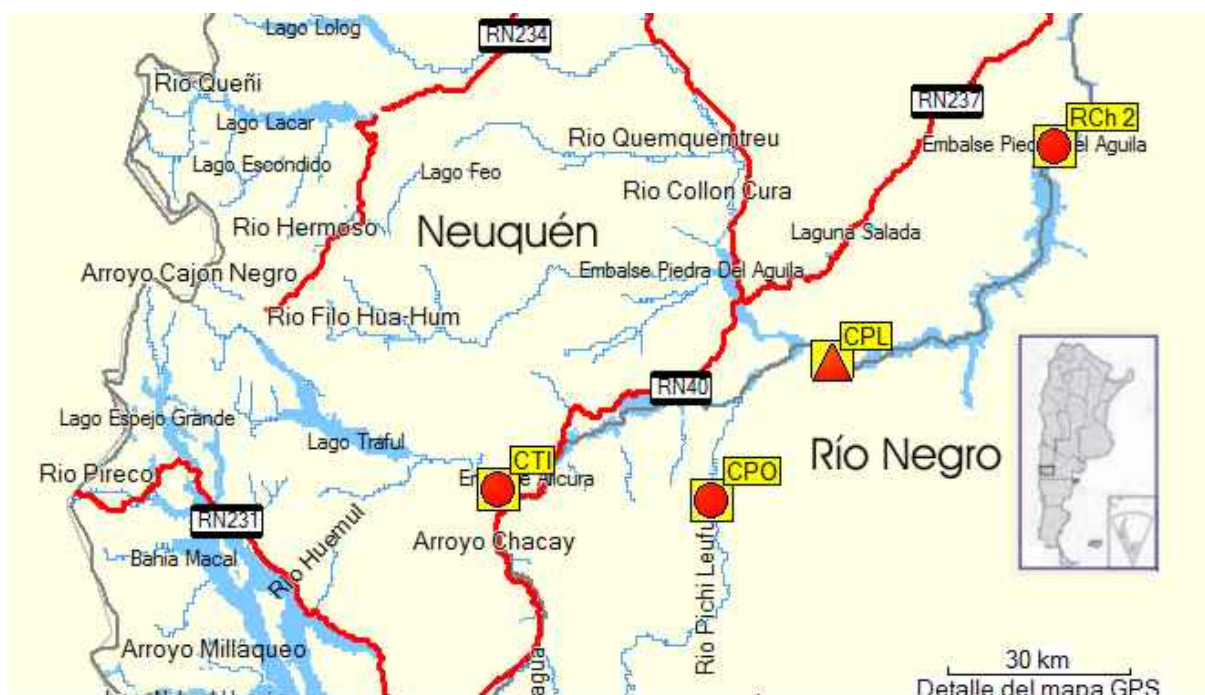 Lago Lolog
RN234
Rio Queñi
RN237
Lago Lacar
RCh 2
Rio Quemquemtreu
Embalse Piedra Del Aguila
Lago Escondido
Lago Feo
Rio Collon Cura
Rio Hermoso
Neuquén
Laguna Salada
Arroyo Cajon Negro
Embalse Piedra Del Aguila
Rio Filo Hua-Hum
CPL
RN40
Lago Espejo Grande
Lago Traful
Río Negro
CTI
CPO
Rio Pireco
Alicura
RN231
Arroyo Chacay
Rio Huemul
Bahia Macal
Rio Pichi Leufu
Arroyo Millaqueo
30 km
Detalle del mapa GPS